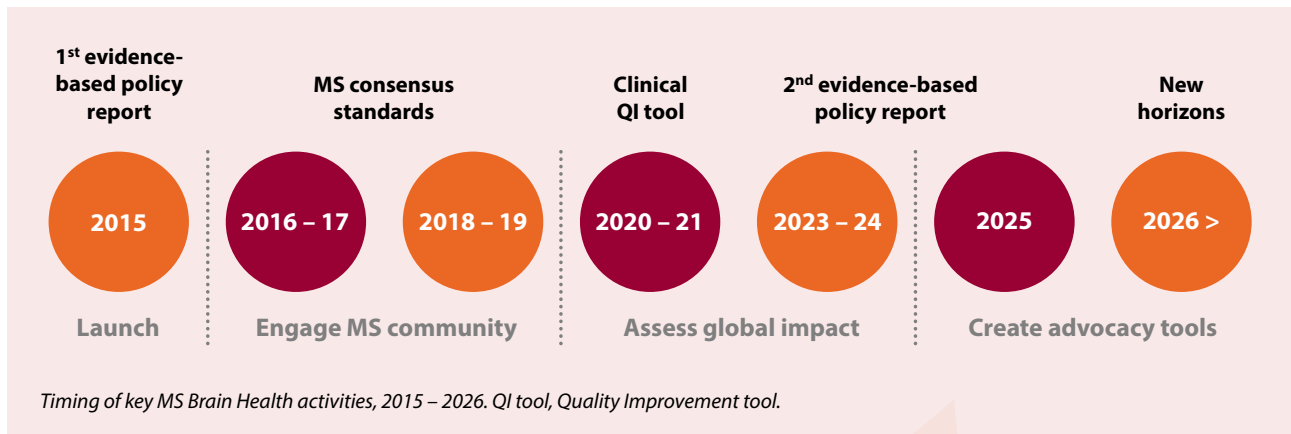 1st evidence-
based policy
report
MS consensus
standards
Clinical
QI tool
2nd evidence-based
policy report
New
horizons
2015
2016 – 17
2018 – 19
2020 – 21
2023 – 24
2025
2026 >
Launch
Engage MS community
Assess global impact
Create advocacy tools
Timing of key MS Brain Health activities, 2015 – 2026. QI tool, Quality Improvement tool.